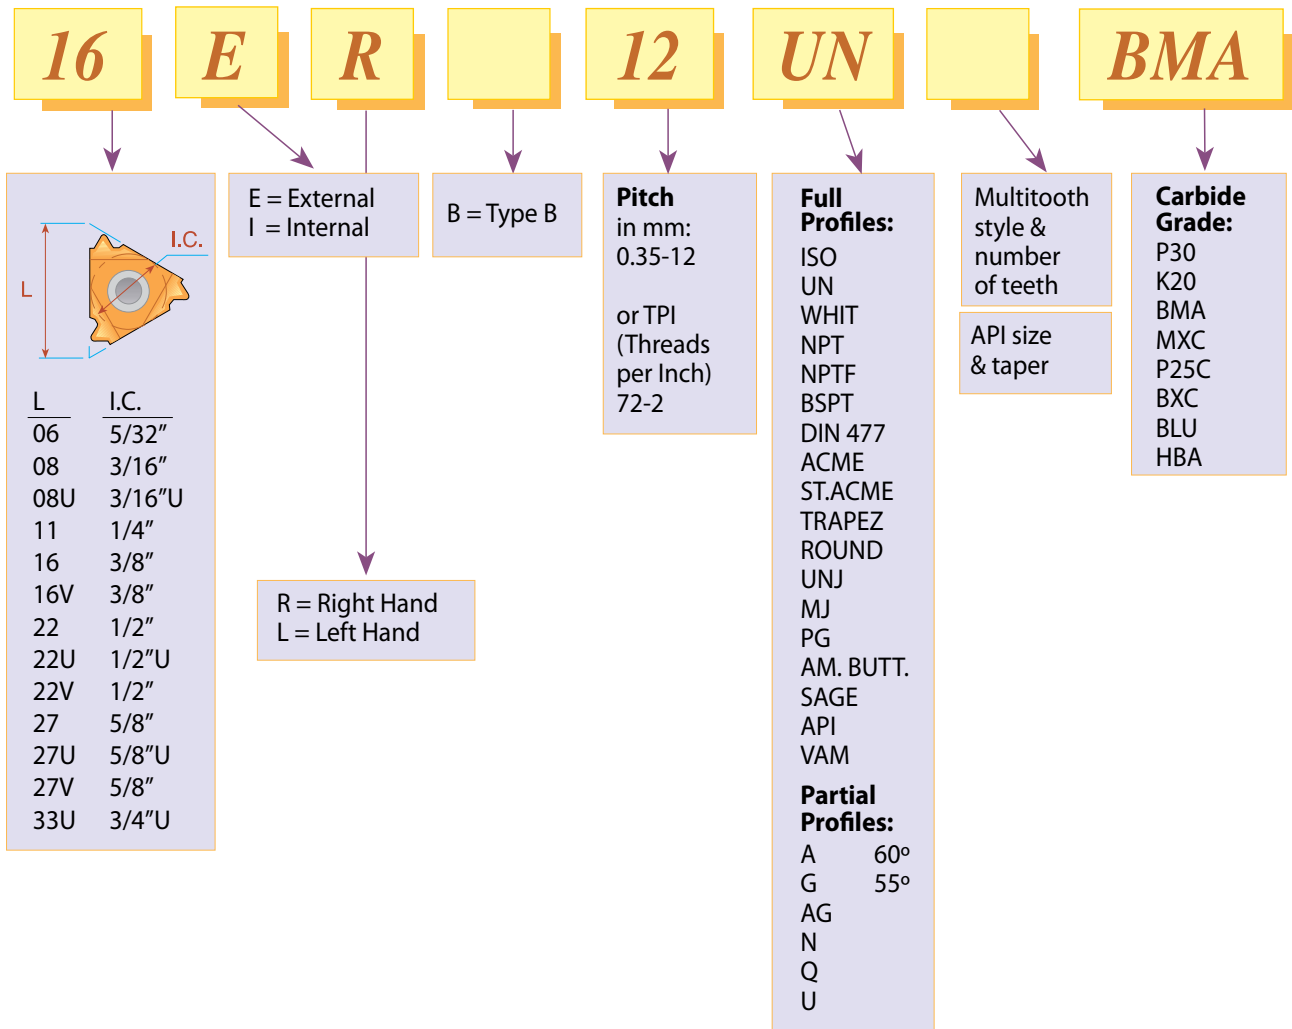 16 E R 12 UN BMA
L
I.C.
L I.C.
06 5/32”
08 3/16”
08U 3/16”U
11 1/4”
16 3/8”
16V 3/8”
22 1/2”
22U 1/2”U
22V 1/2”
27 5/8”
27U 5/8”U
27V 5/8”
33U 3/4”U
E = External
I = Internal
R = Right Hand
L = Left Hand
B = Type B
Pitch
in mm:
0.35-12
or TPI
(Threads
per Inch)
72-2
Full
Profiles:
ISO
UN
WHIT
NPT
NPTF
BSPT
DIN 477
ACME
ST.ACME
TRAPEZ
ROUND
UNJ
MJ
PG
AM. BUTT.
SAGE
API
VAM
Partial
Profiles:
A 60º
G 55º
AG
N
Q
U
Multitooth
style &
number
of teeth
API size
& taper
Carbide
Grade:
P30
K20
BMA
MXC
P25C
BXC
BLU
HBA